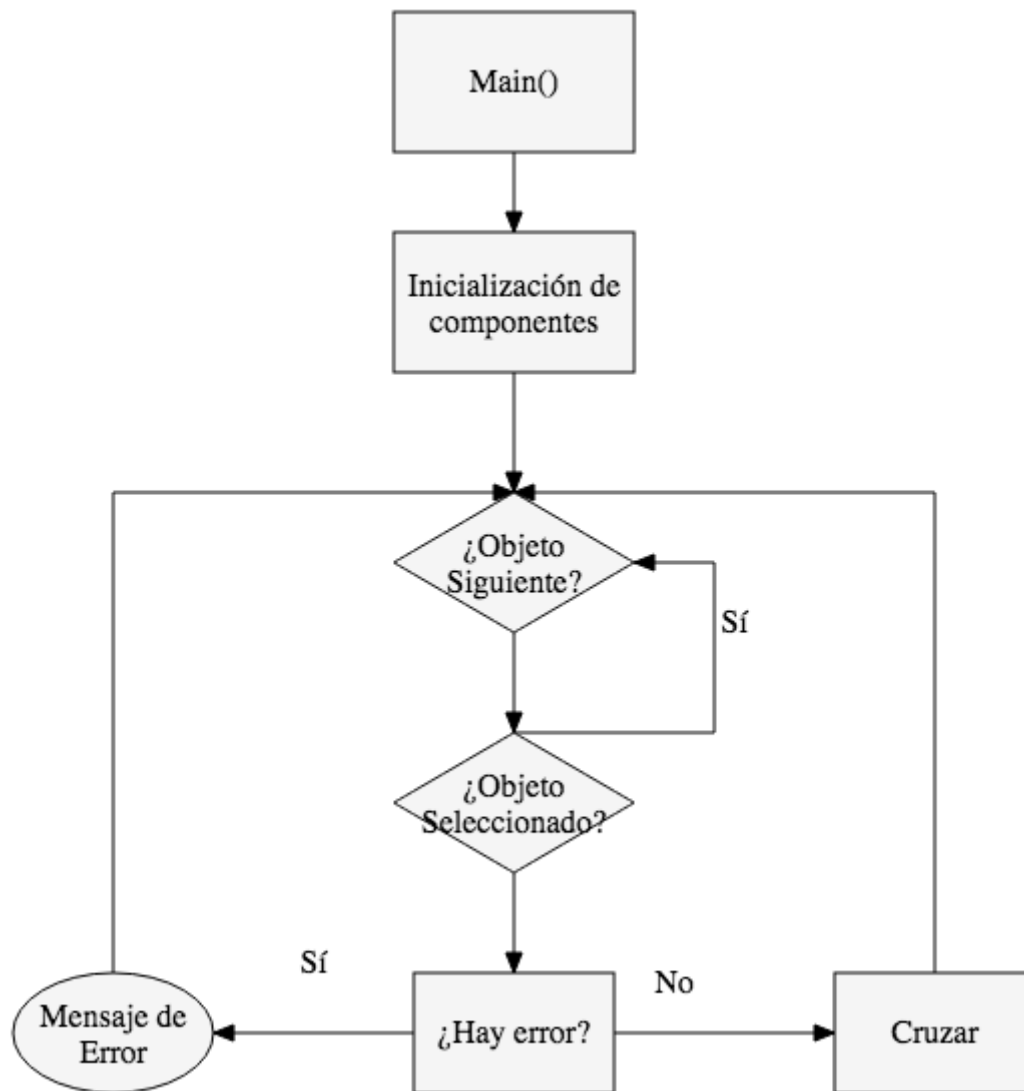 Main()
Inicialización de
componentes
¿Objeto
Siguiente?
Sí
¿Objeto
Seleccionado?
Sí
No
Mensaje de
Error
¿Hay error?
Cruzar